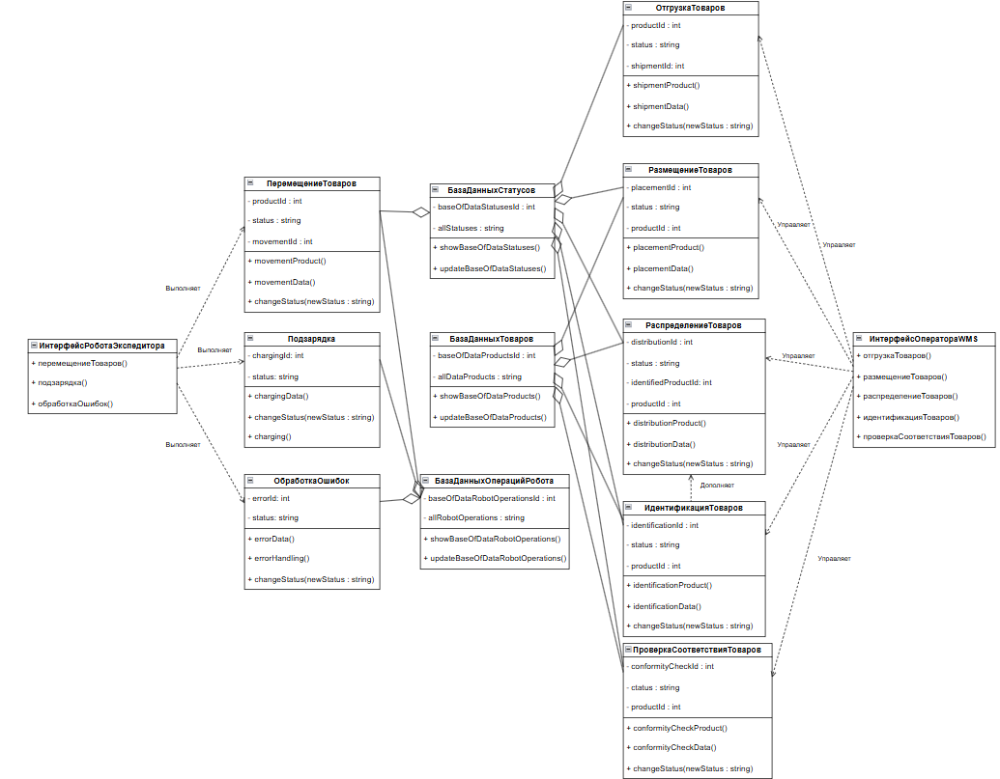 ОтгрузкаТоваров
- productId : int
- status : string
- shipmentId: int
+ shipmentProduct()
+ shipmentData()
+ changeStatus(newStatus : string)
РазмещениеТоваров
- placementId : int
- status : string
- productId : int
+ placementProduct()
+ placementData()
+ changeStatus(newStatus : string)
ПеремещениеТоваров
- productId : int
- status : string
- movementId : int
+ movementProduct()
+ movementData()
+ changeStatus(newStatus : string)
БазаДанныхСтатусов
- baseOfDataStatusesId : int
- allStatuses : string
+ showBaseOfDataStatuses()
+ updateBaseOfDataStatuses()
Управляет
Управляет
Выполняет
РаспределениеТоваров
- distributionId : int
- status : string
- identifiedProductId: int
- productId : int
+ distributionProduct()
+ distributionData()
+ changeStatus(newStatus : string)
ИнтерфейсРоботаЭкспедитора
+ перемещениеТоваров()
+ подзарядка()
+ обработкаОшибок()
Выполняет
Подзарядка
- chargingId: int
- status: string
+ chargingData()
+ changeStatus(newStatus : string)
+ charging()
БазаДанныхТоваров
- baseOfDataProductsId : int
- allDataProducts : string
+ showBaseOfDataProducts()
+ updateBaseOfDataProducts()
Управляет
ИнтерфейсОператораWMS
+ отгрузкаТоваров()
+ размещениеТоваров()
+ распределениеТоваров()
+ идентификацияТоваров()
+ проверкаСоответствияТоваров()
Выполняет
Управляет
ОбработкаОшибок
- errorId: int
- status: string
+ errorData()
+ errorHandling()
+ changeStatus(newStatus : string)
БазаДанныхОперацийРобота
- baseOfDataRobotOperationsId : int
- allRobotOperations : string
+ showBaseOfDataRobotOperations()
+ updateBaseOfDataRobotOperations()
Дополняет
ИдентификацияТоваров
- identificationId : int
- status : string
- productId : int
+ identificationProduct()
+ identificationData()
+ changeStatus(newStatus : string)
Управляет
ПроверкаСоответствияТоваров
- conformityCheckId : int
- сtatus : string
- productId : int
+ conformityCheckProduct()
+ conformityCheckData()
+ changeStatus(newStatus : string)